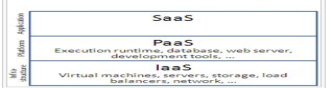 Application
SaaS
Platform
PaaS
Execution runtime, database, web server,
development tools, ...
Infra-
structure
IaaS
Virtual machines, servers, storage, load
balancers, network, ...